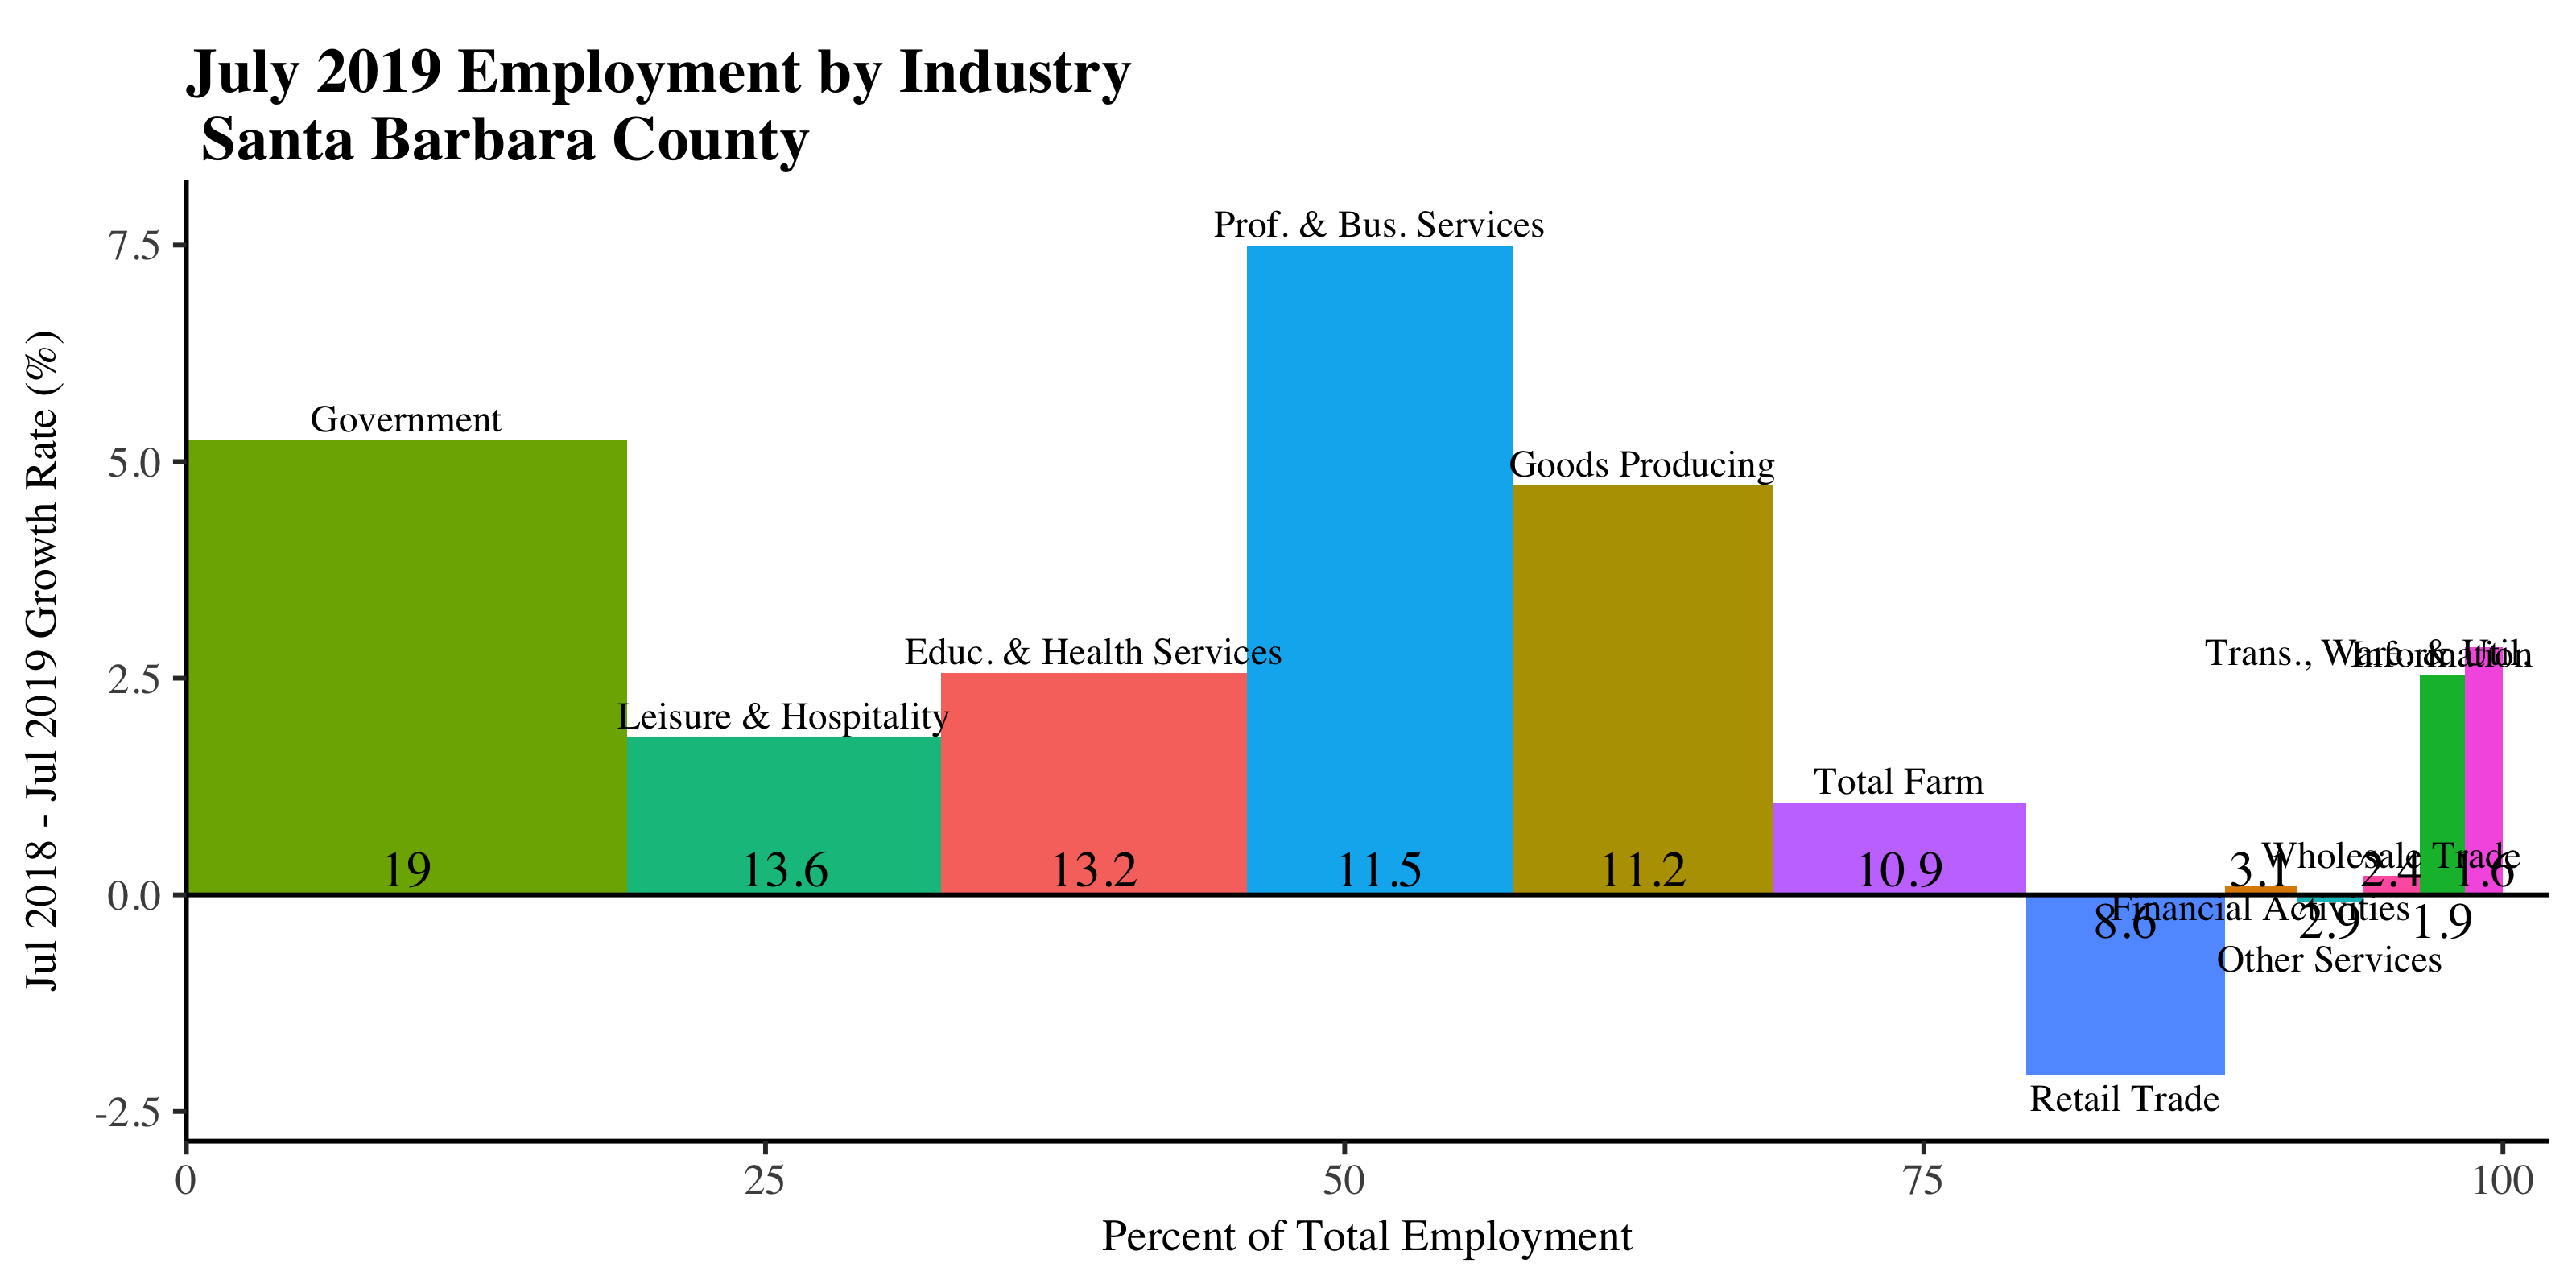 July 2019 Employment by Industry
Santa Barbara County
Jul 2018 - Jul 2019 Growth Rate (%)
7.5
5.0
2.5
0.0
-2.5
Prof. & Bus. Services
Government
Goods Producing
Educ. & Health Services
Trans., Ware. & Util.
Information
Leisure & Hospitality
Total Farm
Wholesale Trade
19
13.6
13.2
11.5
11.2
10.9
3.1
2.4
1.6
Financial Activities
8.6
2.9
1.9
Other Services
Retail Trade
0
25
50
75
100
Percent of Total Employment